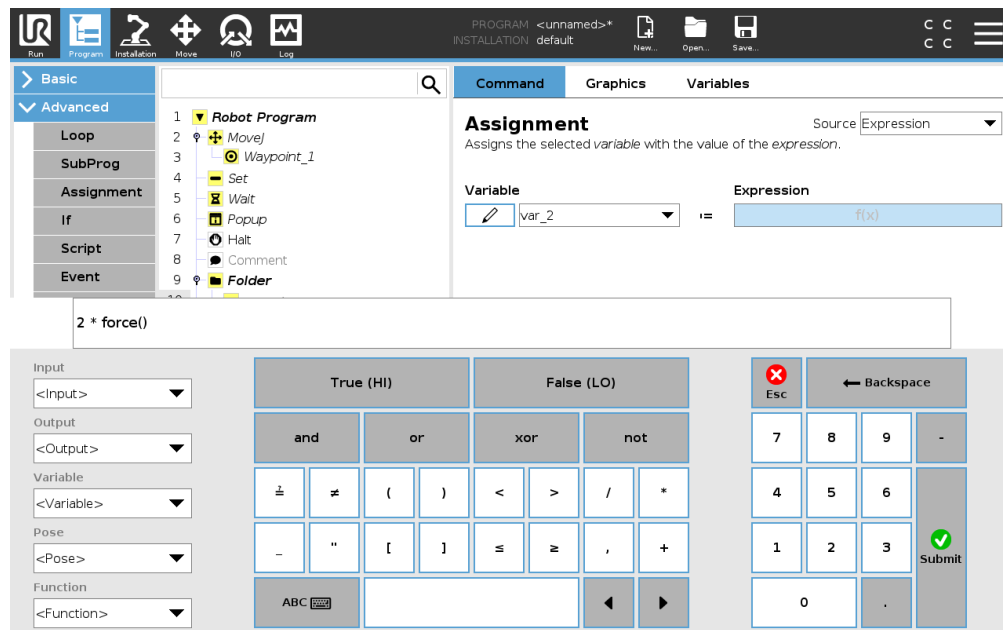 UR
Run
Program
Installation
Move
I/O
Log
PROGRAM <unnamed>*
INSTALLATION default
New...
Open...
Save...
C C
C C
Basic
Advanced
Loop
SubProg
Assignment
If
Script
Event
1 Robot Program
2 MoveJ
3 Waypoint_1
4 Set
5 Wait
6 Popup
7 Halt
8 Comment
9 Folder
Command Graphics Variables
Assignment
Source Expression
Assigns the selected variable with the value of the expression.
Variable Expression
var_2 := f(x)
2 * force()
Input
<Input>
Output
<Output>
Variable
<Variable>
Pose
<Pose>
Function
<Function>
True (HI) False (LO)
and or xor not
≟ ≠ ( ) < > / *
_ " [ ] ≤ ≥ , +
ABC
Esc Backspace
7 8 9 -
4 5 6
1 2 3 Submit
0 .